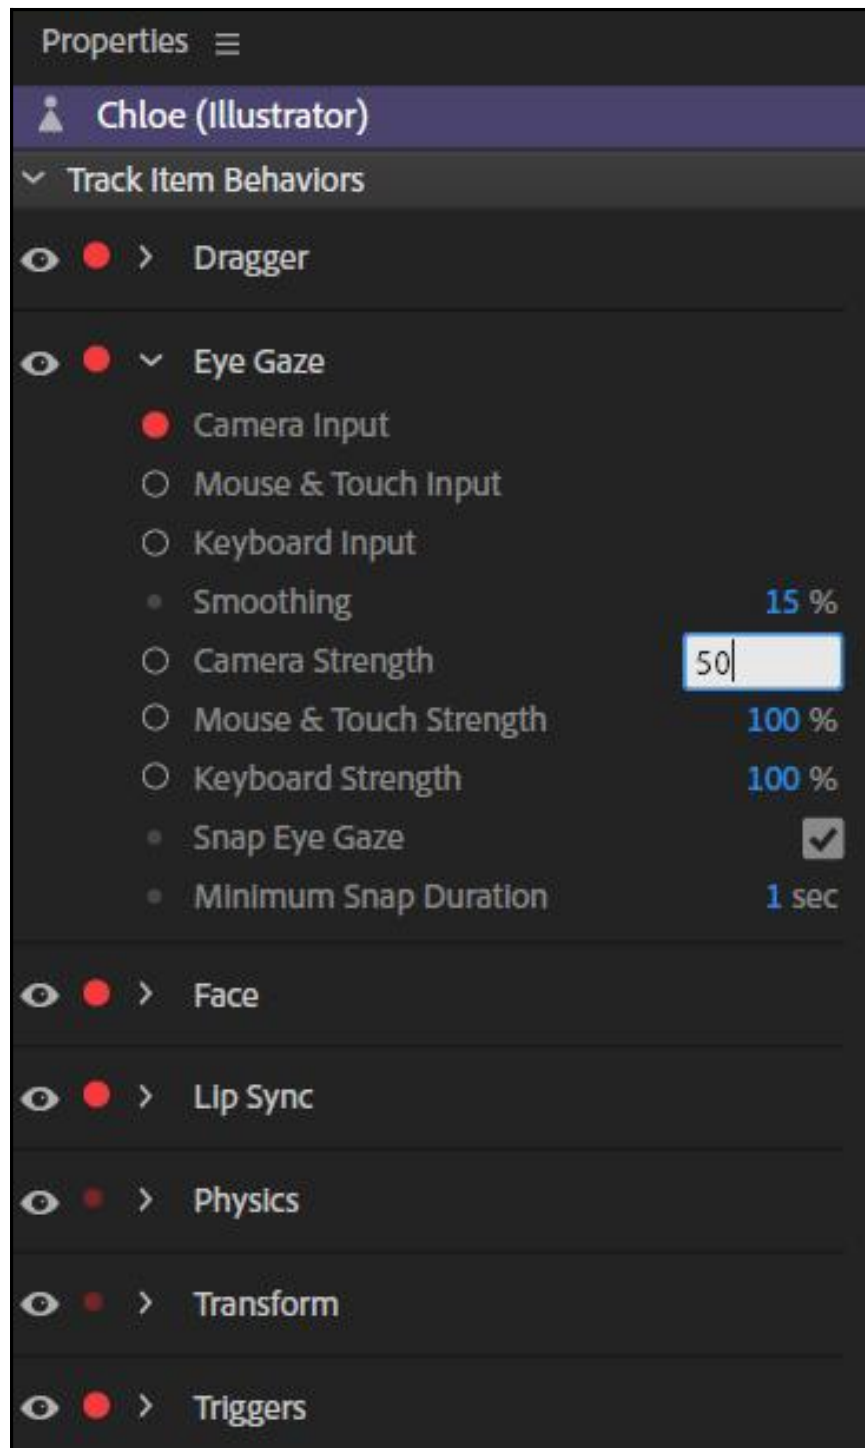 Properties
Chloe (Illustrator)
Track Item Behaviors
Dragger
Eye Gaze
Camera Input
Mouse & Touch Input
Keyboard Input
Smoothing 15 %
Camera Strength 50
Mouse & Touch Strength 100 %
Keyboard Strength 100 %
Snap Eye Gaze
Minimum Snap Duration 1 sec
Face
Lip Sync
Physics
Transform
Triggers